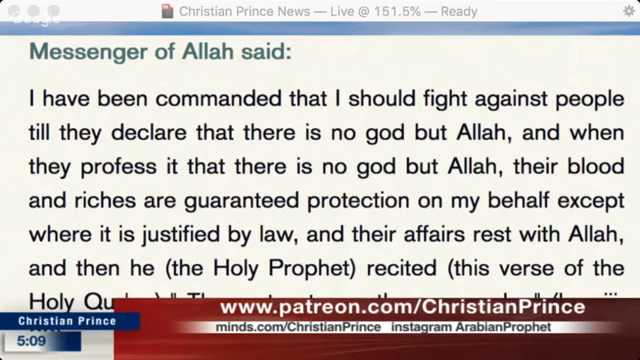 Christian Prince News — Live @ 151.5% — Ready
Google
Messenger of Allah said:
I have been commanded that I should fight against people
till they declare that there is no god but Allah, and when
they profess it that there is no god but Allah, their blood
and riches are guaranteed protection on my behalf except
where it is justified by law, and their affairs rest with Allah,
and then he (the Holy Prophet) recited (this verse of the
Holy
www.patreon.com/ChristianPrince
Christian Prince
minds.com/ChristianPrince instagram ArabianProphet
5:09